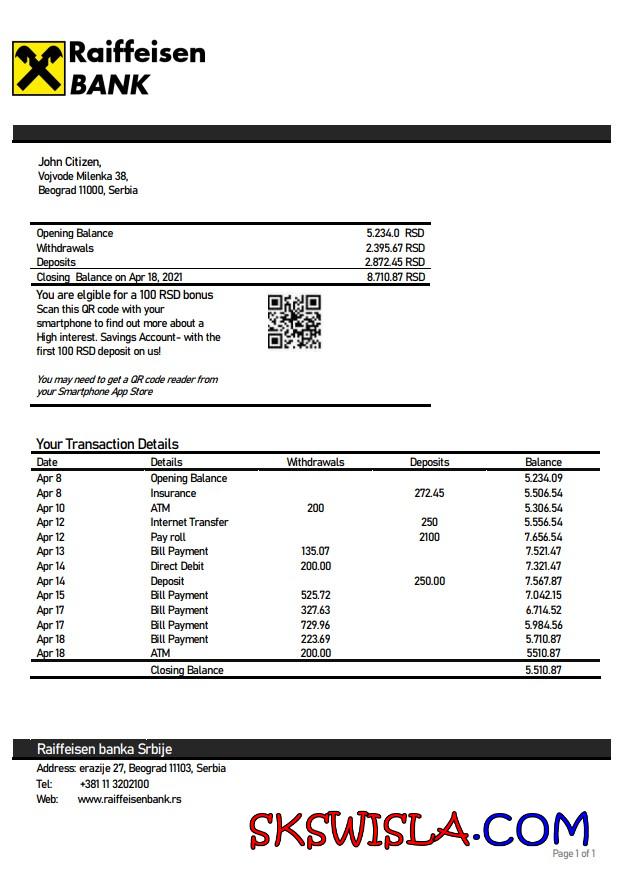 Raiffeisen
BANK
John Citizen,
Vojvode Milenka 38,
Beograd 11000, Serbia
Opening Balance 5.234.0 RSD
Withdrawals 2.395.67 RSD
Deposits 2.872.45 RSD
Closing Balance on Apr 18, 2021 8.710.87 RSD
You are elgible for a 100 RSD bonus
Scan this QR code with your
smartphone to find out more about a
High interest. Savings Account- with the
first 100 RSD deposit on us!
You may need to get a QR code reader from
your Smartphone App Store
Your Transaction Details
Date Details Withdrawals Deposits Balance
Apr 8 Opening Balance 5.234.09
Apr 8 Insurance 272.45 5.506.54
Apr 10 ATM 200 5.306.54
Apr 12 Internet Transfer 250 5.556.54
Apr 12 Pay roll 2100 7.656.54
Apr 13 Bill Payment 135.07 7.521.47
Apr 14 Direct Debit 200.00 7.321.47
Apr 14 Deposit 250.00 7.567.87
Apr 15 Bill Payment 525.72 7.042.15
Apr 17 Bill Payment 327.63 6.714.52
Apr 17 Bill Payment 729.96 5.984.56
Apr 18 Bill Payment 223.69 5.710.87
Apr 18 ATM 200.00 5510.87
Closing Balance 5.510.87
Raiffeisen banka Srbije
Address: erazije 27, Beograd 11103, Serbia
Tel: +381 11 3202100
Web: www.raiffeisenbank.rs
SKSWISLA.COM
Page 1 of 1